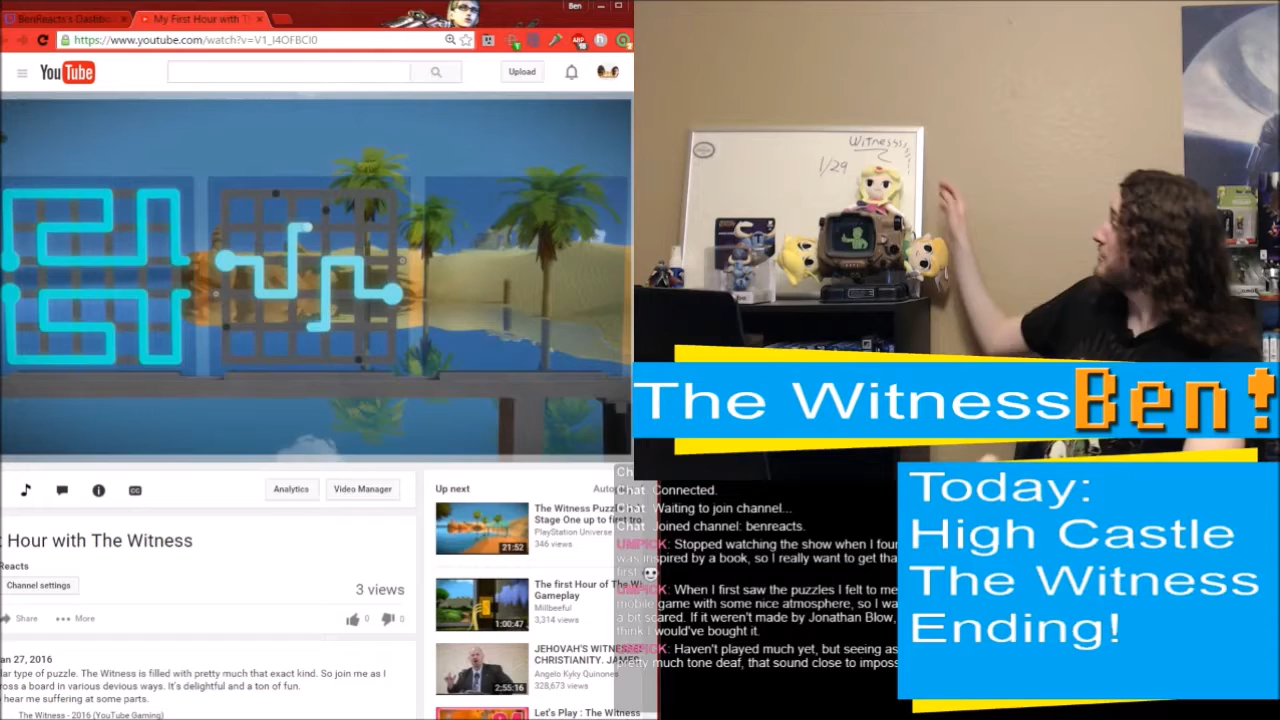 BenReacts's Dashbo
My First Hour with T
Ben
https://www.youtube.com/watch?v=V1_I4OFBCI0
YouTube
Upload
Analytics
Video Manager
Hour with The Witness
Reacts
Channel settings
3 views
Share
More
0
0
an 27, 2016
lar type of puzzle. The Witness is filled with pretty much that exact kind. So join me as I
ross a board in various devious ways. It's delightful and a ton of fun.
hear me suffering at some parts.
The Witness - 2016 (YouTube Gaming)
Up next
Auto
The Witness Puzz
Stage One up to first tro
PlayStation Universe
346 views
21:52
The first Hour of The Wi
Gameplay
Millbeeful
3,314 views
1:00:47
JEHOVAH'S WITNES
CHRISTIANITY. JAMES
Angelo Kyky Quinones
328,673 views
2:55:16
Let's Play : The Witness
Witnesss
1/29
The Witness Ben!
Chat Connected.
Chat Waiting to join channel...
Chat Joined channel: benreacts.
UMPICK: Stopped watching the show when I four
was inspired by a book, so I really want to get tha
first
UMPICK: When I first saw the puzzles I felt to me
mobile game with some nice atmosphere, so I wa
a bit scared. If it weren't made by Jonathan Blow,
think I would've bought it.
UMPICK: Haven't played much yet, but seeing as
pretty much tone deaf, that sound close to imposs
Today:
High Castle
The Witness
Ending!